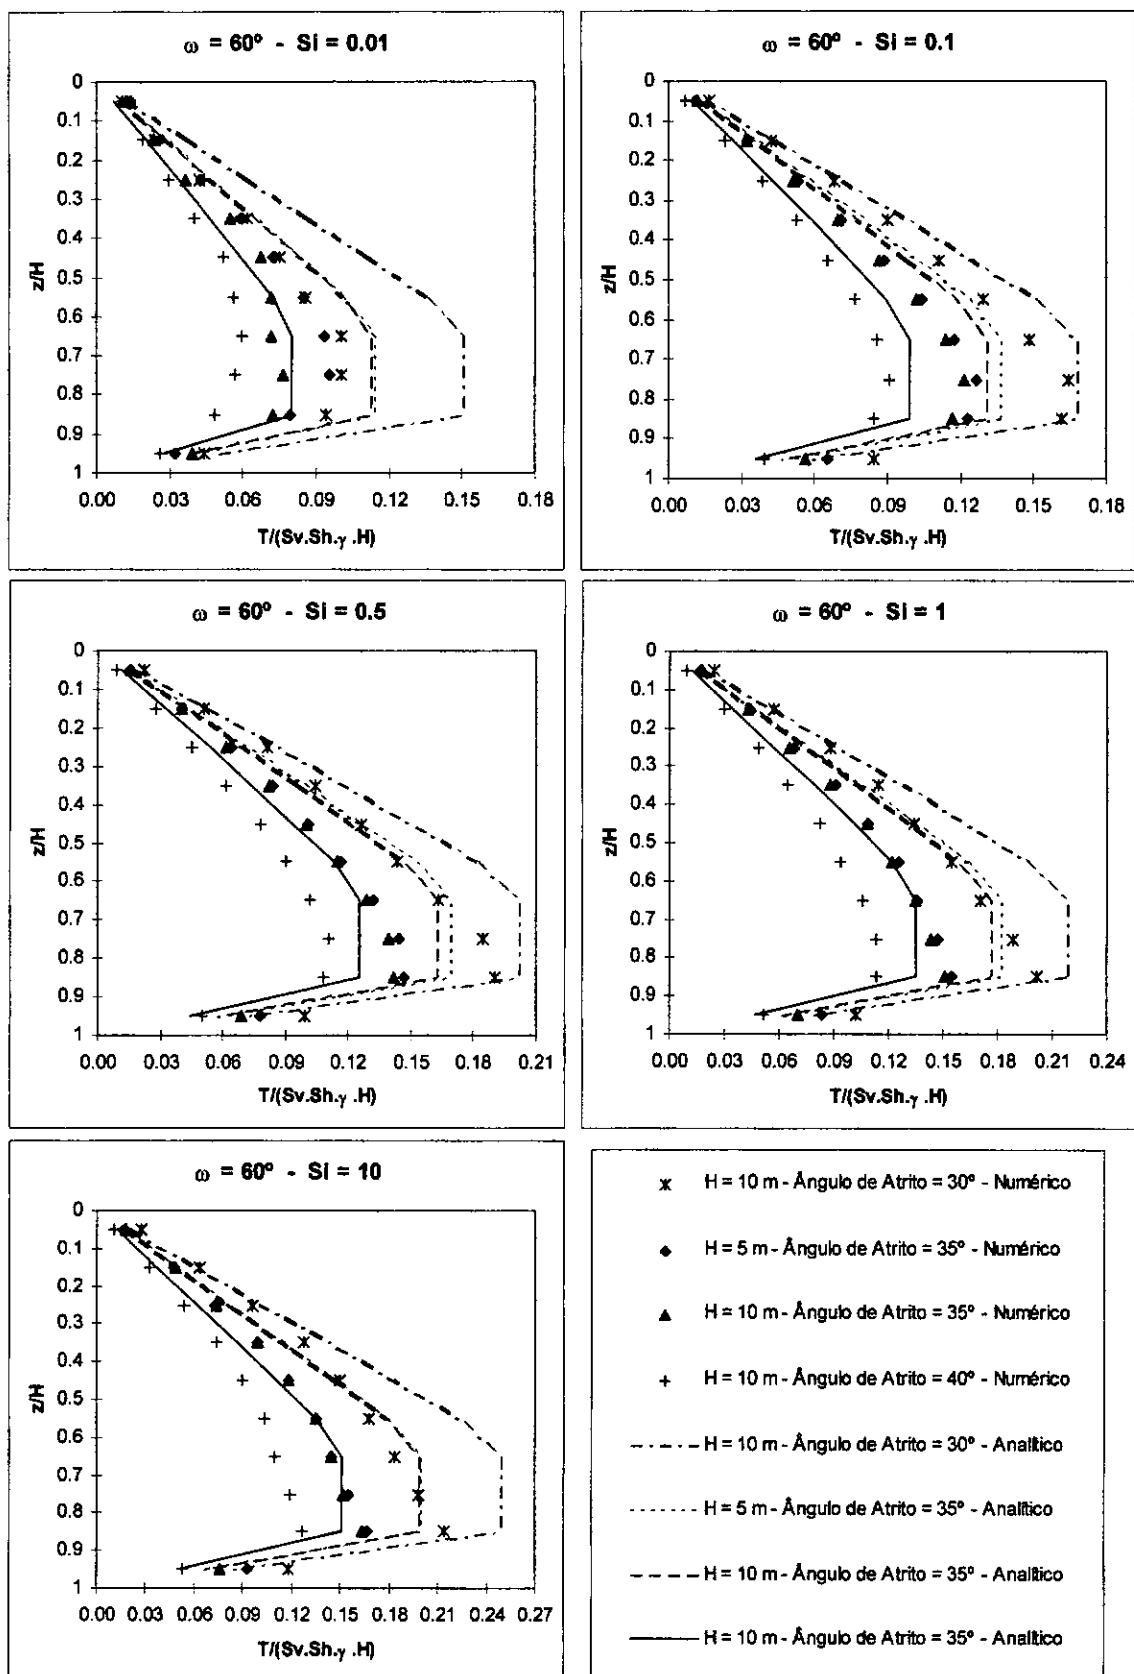 ω = 60º - Si = 0.01
0
0.1
0.2
0.3
0.4
0.5
0.6
0.7
0.8
0.9
1
z/H
0.00 0.03 0.06 0.09 0.12 0.15 0.18
T/(Sv.Sh.γ.H)
ω = 60º - Si = 0.1
0
0.1
0.2
0.3
0.4
0.5
0.6
0.7
0.8
0.9
1
z/H
0.00 0.03 0.06 0.09 0.12 0.15 0.18
T/(Sv.Sh.γ.H)
ω = 60º - Si = 0.5
0
0.1
0.2
0.3
0.4
0.5
0.6
0.7
0.8
0.9
1
z/H
0.00 0.03 0.06 0.09 0.12 0.15 0.18 0.21
T/(Sv.Sh.γ.H)
ω = 60º - Si = 1
0
0.1
0.2
0.3
0.4
0.5
0.6
0.7
0.8
0.9
1
z/H
0.00 0.03 0.06 0.09 0.12 0.15 0.18 0.21 0.24
T/(Sv.Sh.γ.H)
ω = 60º - Si = 10
0
0.1
0.2
0.3
0.4
0.5
0.6
0.7
0.8
0.9
1
z/H
0.00 0.03 0.06 0.09 0.12 0.15 0.18 0.21 0.24 0.27
T/(Sv.Sh.γ.H)
H = 10 m - Ângulo de Atrito = 30º - Numérico
H = 5 m - Ângulo de Atrito = 35º - Numérico
H = 10 m - Ângulo de Atrito = 35º - Numérico
H = 10 m - Ângulo de Atrito = 40º - Numérico
H = 10 m - Ângulo de Atrito = 30º - Analítico
H = 5 m - Ângulo de Atrito = 35º - Analítico
H = 10 m - Ângulo de Atrito = 35º - Analítico
H = 10 m - Ângulo de Atrito = 35º - Analítico